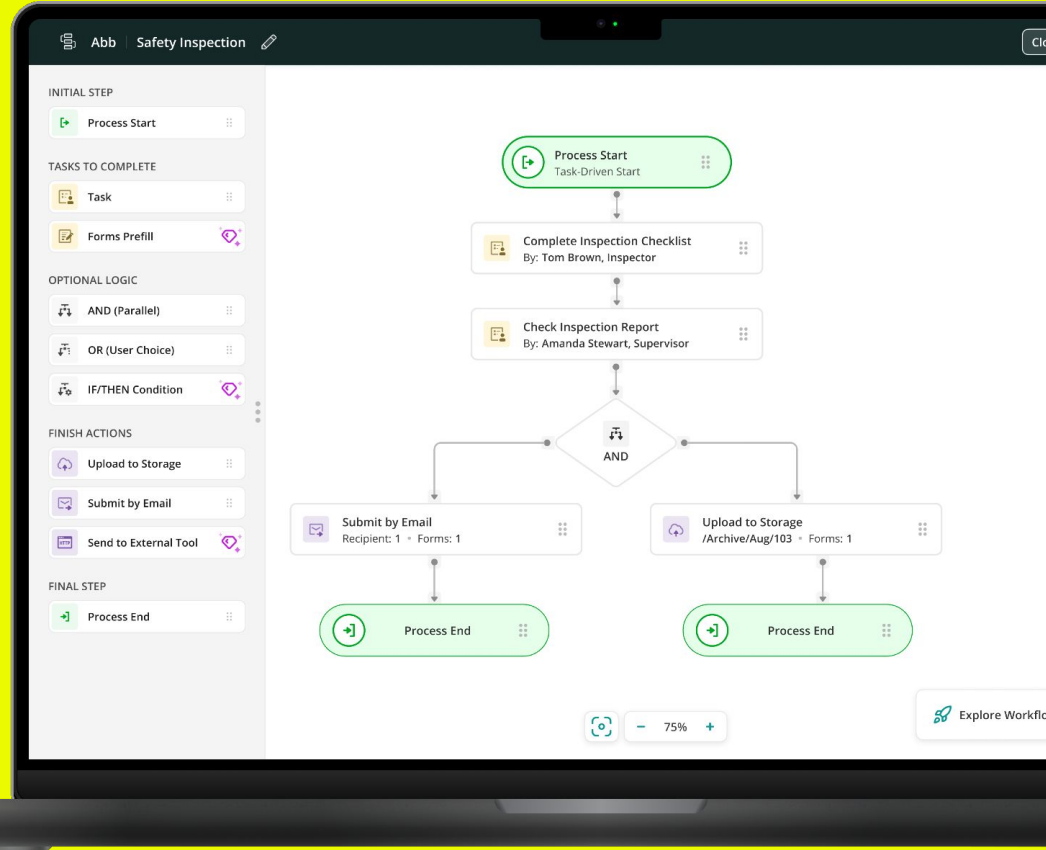 Abb Safety Inspection
INITIAL STEP
Process Start
TASKS TO COMPLETE
Task
Forms Prefill
OPTIONAL LOGIC
AND (Parallel)
OR (User Choice)
IF/THEN Condition
FINISH ACTIONS
Upload to Storage
Submit by Email
HTTP
Send to External Tool
FINAL STEP
Process End
Process Start
Task-Driven Start
Complete Inspection Checklist
By: Tom Brown, Inspector
Check Inspection Report
By: Amanda Stewart, Supervisor
AND
Submit by Email
Recipient: 1 • Forms: 1
Upload to Storage
/Archive/Aug/103 • Forms: 1
Process End
Process End
75%
Explore